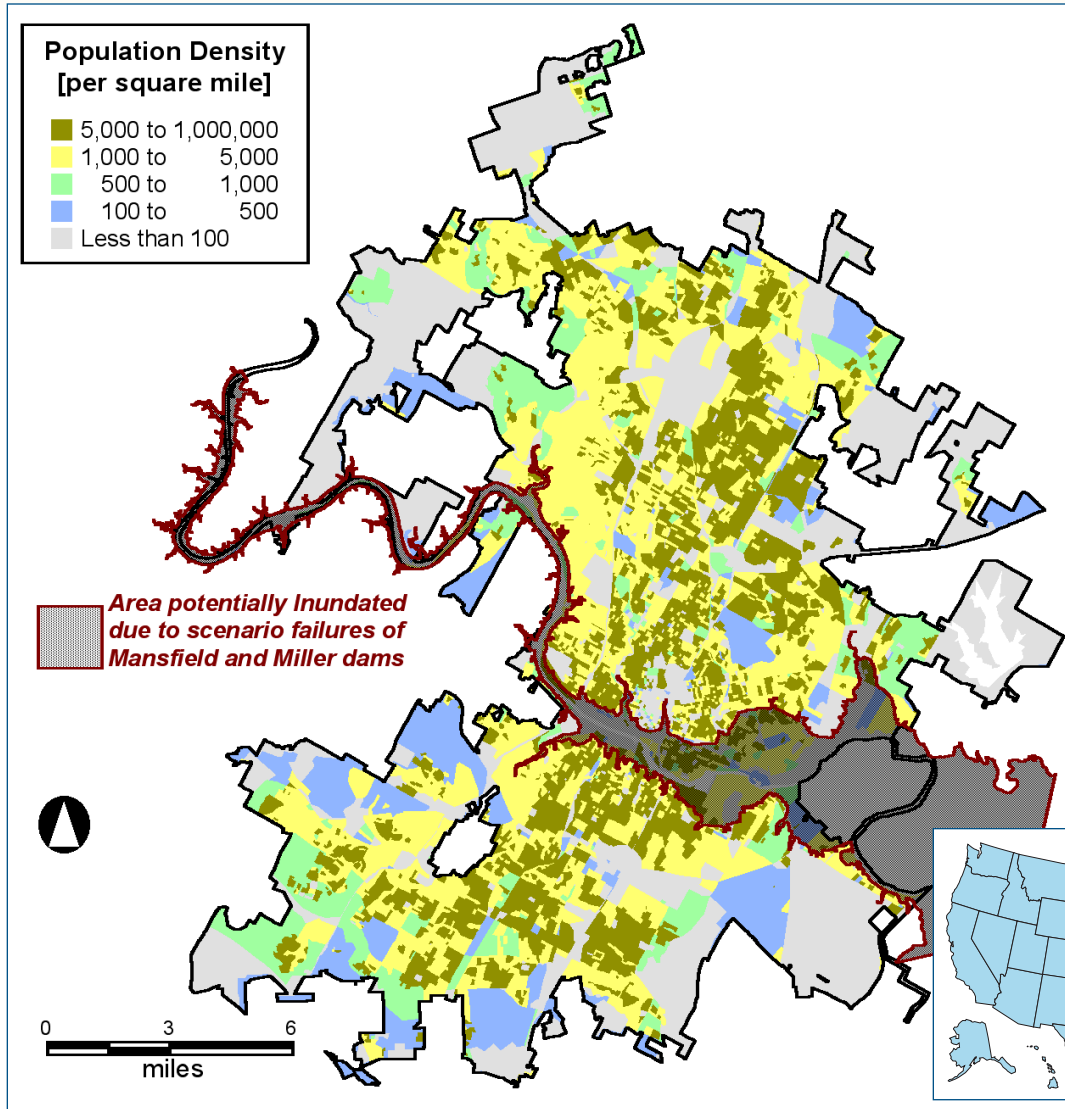 Population Density
[per square mile]
5,000 to 1,000,000
1,000 to 5,000
500 to 1,000
100 to 500
Less than 100
Area potentially Inundated
due to scenario failures of
Mansfield and Miller dams
0 3 6
miles